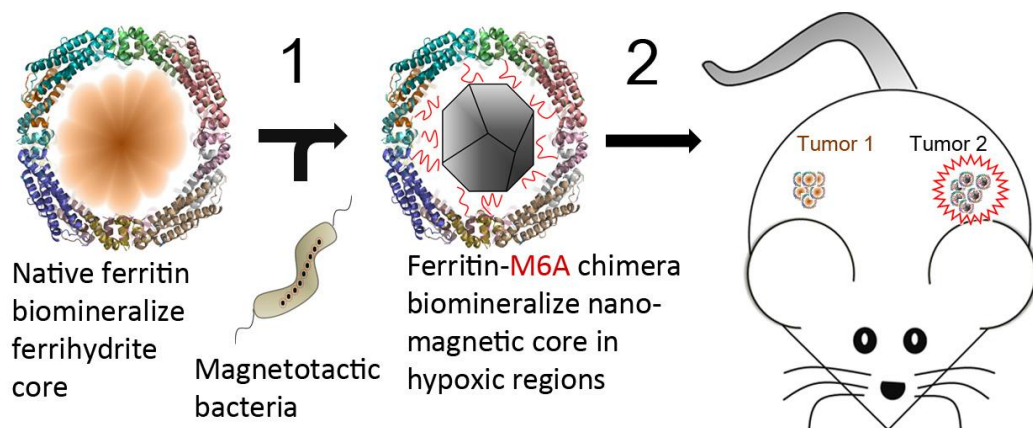 1
2
Tumor 1
Tumor 2
Native ferritin
biomineralize
ferrihydrite
core
Magnetotactic
bacteria
Ferritin-M6A chimera
biomineralize nano-
magnetic core in
hypoxic regions